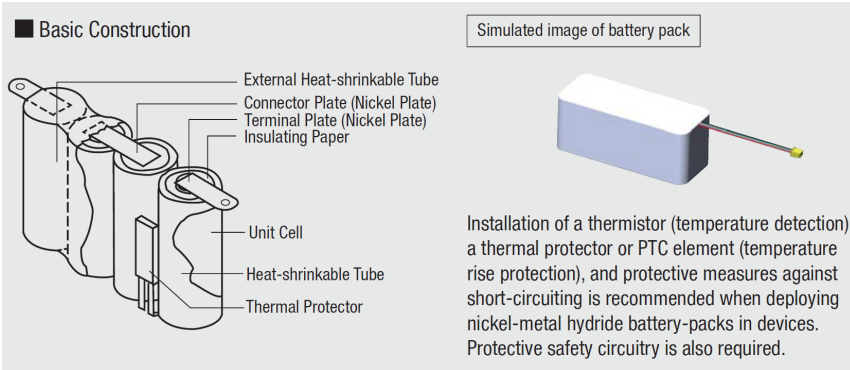 ■ Basic Construction
External Heat-shrinkable Tube
Connector Plate (Nickel Plate)
Terminal Plate (Nickel Plate)
Insulating Paper
Unit Cell
Heat-shrinkable Tube
Thermal Protector
Simulated image of battery pack
Installation of a thermistor (temperature detection)
a thermal protector or PTC element (temperature
rise protection), and protective measures against
short-circuiting is recommended when deploying
nickel-metal hydride battery-packs in devices.
Protective safety circuitry is also required.